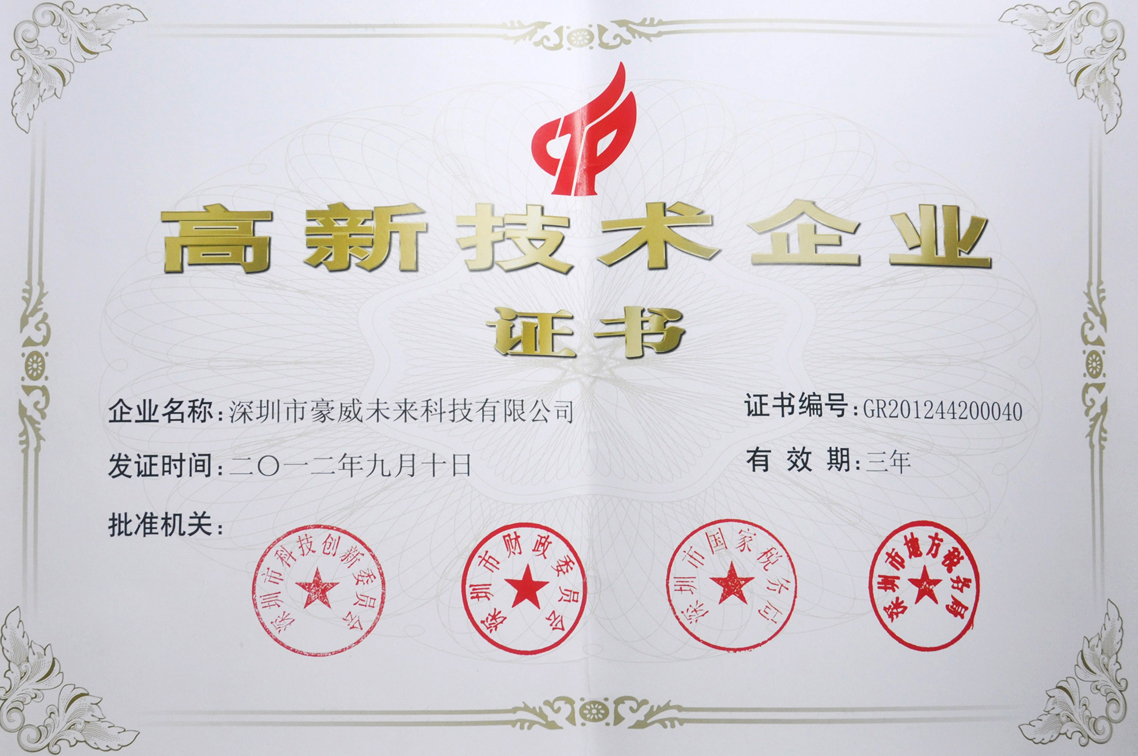 高新技术企业
证书
企业名称:深圳市豪威未来科技有限公司
证书编号:GR201244200040
发证时间:二〇一二年九月十日
有效期:三年
批准机关:
深圳市科技创新委员会
深圳市财政委员会
深圳市国家税务局
深圳市地方税务局